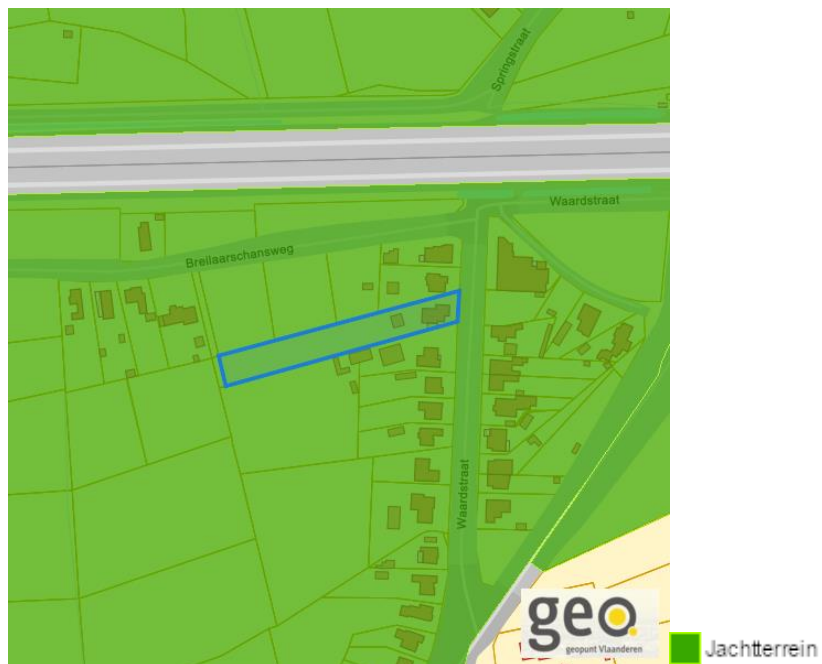 Springstraat
Waardstraat
Breilaarschansweg
Waardstraat
geo
geopunt Vlaanderen
Jachtterrein